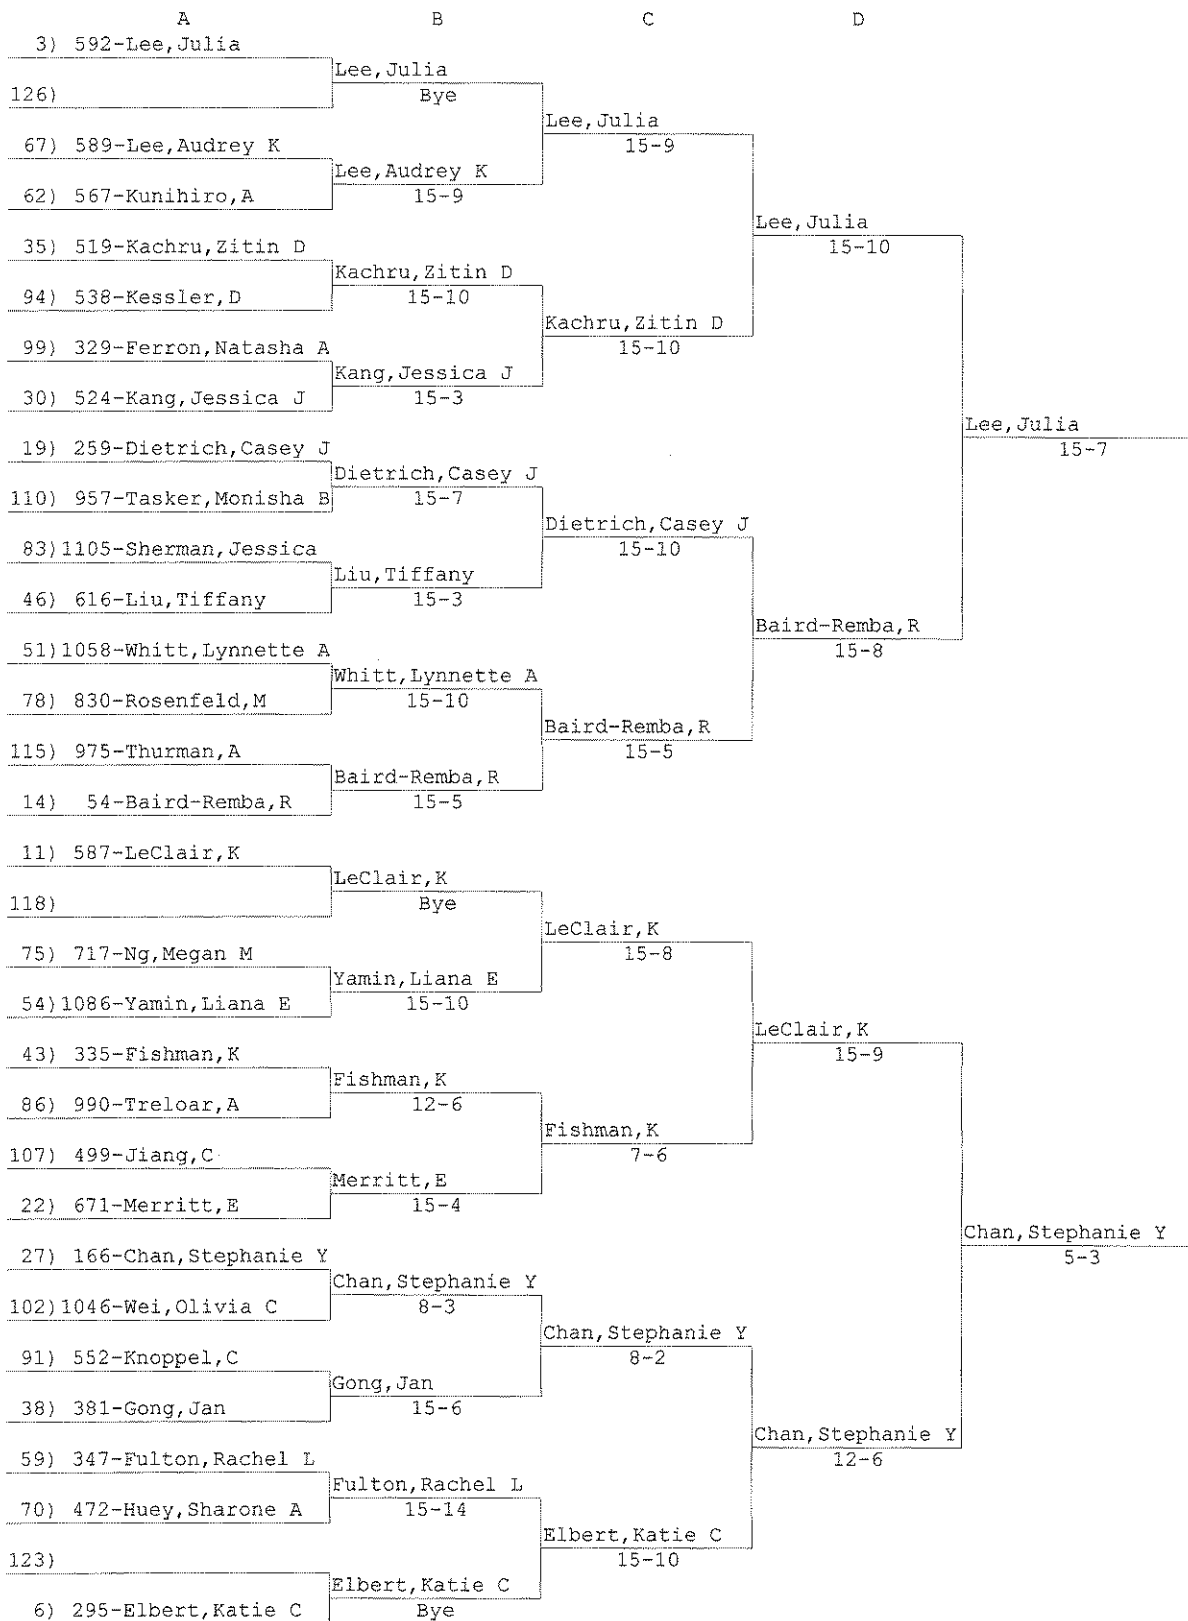 A B C D
3) 592-Lee,Julia
Lee,Julia
126) Bye
Lee,Julia
67) 589-Lee,Audrey K 15-9
Lee,Audrey K
62) 567-Kunihiro,A 15-9
Lee,Julia
35) 519-Kachru,Zitin D 15-10
Kachru,Zitin D
94) 538-Kessler,D 15-10
Kachru,Zitin D
99) 329-Ferron,Natasha A 15-10
Kang,Jessica J
30) 524-Kang,Jessica J 15-3
Lee,Julia
19) 259-Dietrich,Casey J 15-7
Dietrich,Casey J
110) 957-Tasker,Monisha B 15-7
Dietrich,Casey J
83)1105-Sherman,Jessica 15-10
Liu,Tiffany
46) 616-Liu,Tiffany 15-3
Baird-Remba,R
51)1058-Whitt,Lynnette A 15-8
Whitt,Lynnette A
78) 830-Rosenfeld,M 15-10
Baird-Remba,R
115) 975-Thurman,A 15-5
Baird-Remba,R
14) 54-Baird-Remba,R 15-5
11) 587-LeClair,K
LeClair,K
118) Bye
LeClair,K
75) 717-Ng,Megan M 15-8
Yamin,Liana E
54)1086-Yamin,Liana E 15-10
LeClair,K
43) 335-Fishman,K 15-9
Fishman,K
86) 990-Treloar,A 12-6
Fishman,K
107) 499-Jiang,C 7-6
Merritt,E
22) 671-Merritt,E 15-4
Chan,Stephanie Y
27) 166-Chan,Stephanie Y 5-3
Chan,Stephanie Y
102)1046-Wei,Olivia C 8-3
Chan,Stephanie Y
91) 552-Knoppel,C 8-2
Gong,Jan
38) 381-Gong,Jan 15-6
Chan,Stephanie Y
59) 347-Fulton,Rachel L 12-6
Fulton,Rachel L
70) 472-Huey,Sharone A 15-14
Elbert,Katie C
123) 15-10
Elbert,Katie C
6) 295-Elbert,Katie C Bye